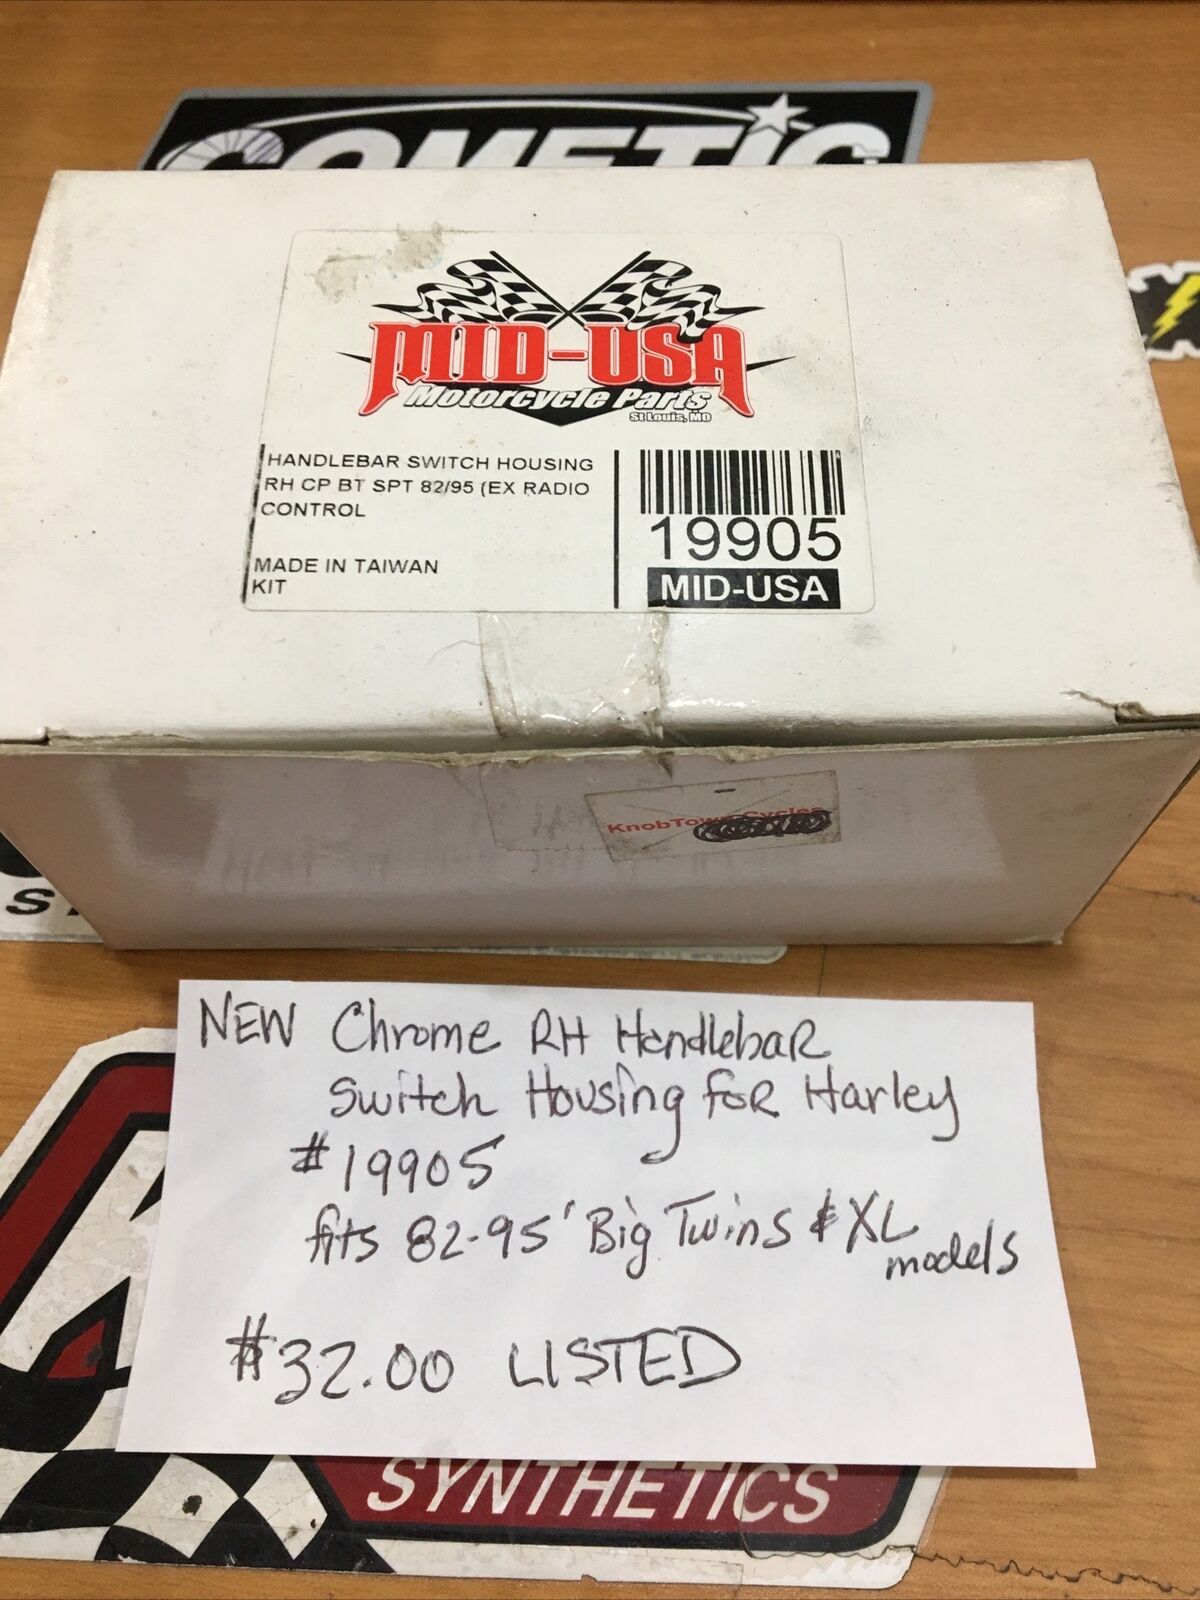 COMETIC
MID-USA
Motorcycle Parts
St Louis, MO
HANDLEBAR SWITCH HOUSING
RH CP BT SPT 82/95 (EX RADIO
CONTROL
MADE IN TAIWAN
KIT
19905
MID-USA
KnobTown Cycles
S
NEW Chrome RH Handlebar
Switch Housing for Harley
#19905
fits 82-95' Big Twins & XL
models
$32.00 LISTED
SYNTHETICS